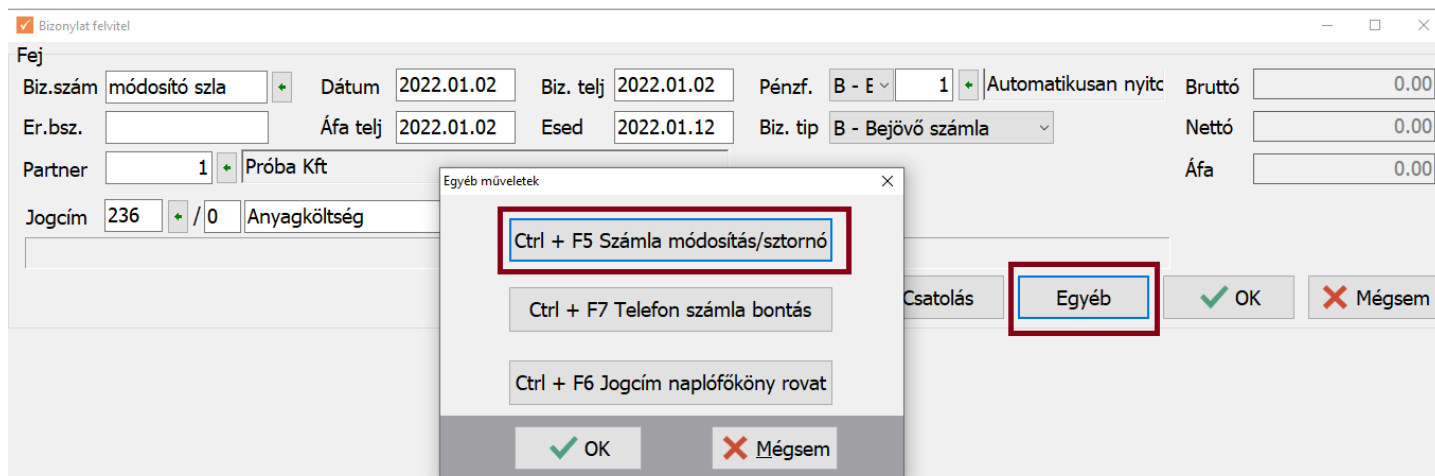 Bizonylat felvitel
Fej
Biz.szám módosító szla Dátum 2022.01.02 Biz. telj 2022.01.02 Pénzf. B - E 1 Automatikusan nyito Bruttó 0.00
Er.bsz. Áfa telj 2022.01.02 Esed 2022.01.12 Biz. tip B - Bejövő számla Nettó 0.00
Partner 1 Próba Kft Áfa 0.00
Jogcím 236 / 0 Anyagköltség
Egyéb műveletek
Ctrl + F5 Számla módosítás/sztornó
Ctrl + F7 Telefon számla bontás
Ctrl + F6 Jogcím naplófőköny rovat
OK Mégsem
Csatolás Egyéb OK Mégsem